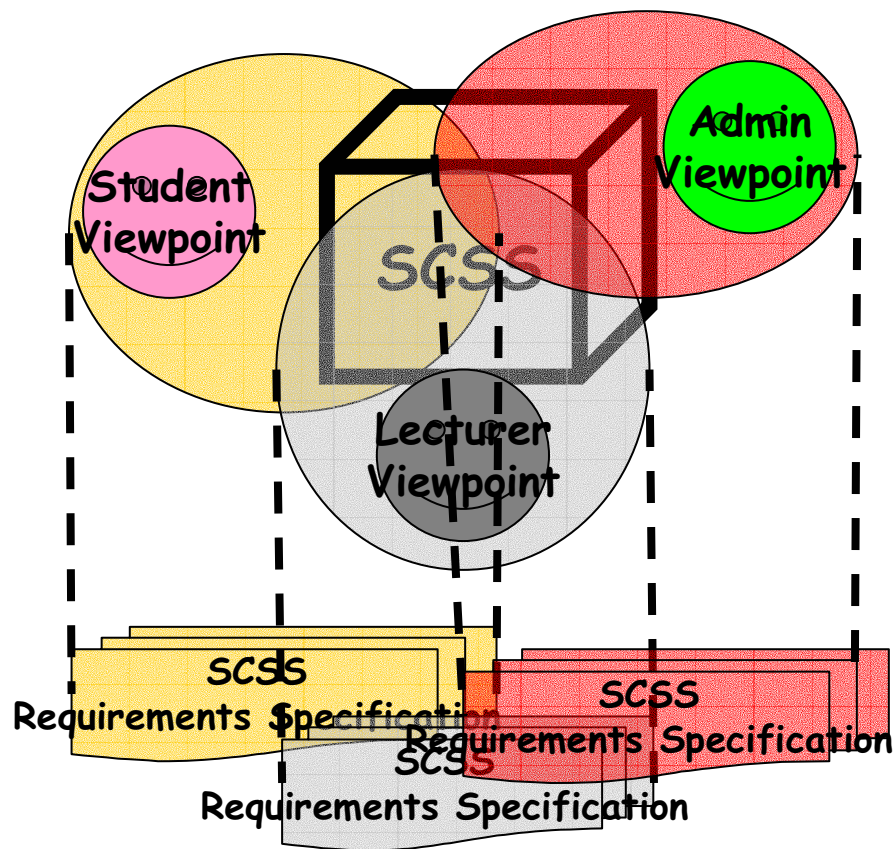 Admin
Viewpoint
Student
Viewpoint
SCSS
Lecturer
Viewpoint
SCSS
Requirements Specification
SCSS
Requirements Specification
SCSS
Requirements Specification